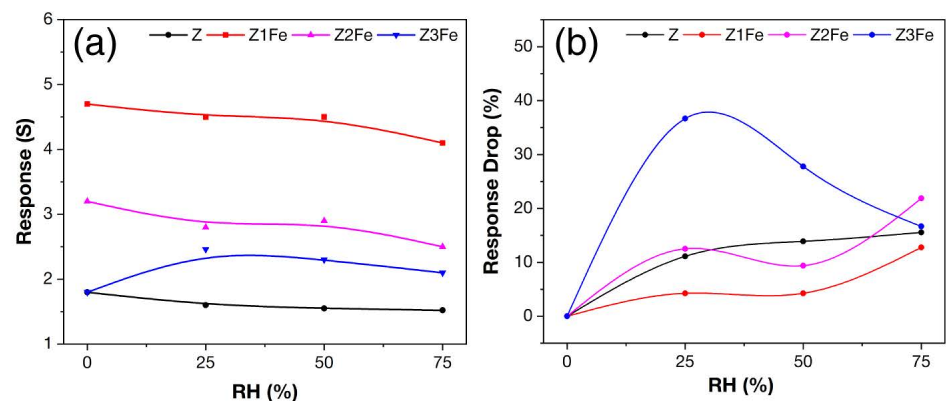 (a)
Z Z1Fe Z2Fe Z3Fe
6
5
4
3
2
1
Response (S)
0 25 50 75
RH (%)
(b)
Z Z1Fe Z2Fe Z3Fe
50
40
30
20
10
0
Response Drop (%)
0 25 50 75
RH (%)